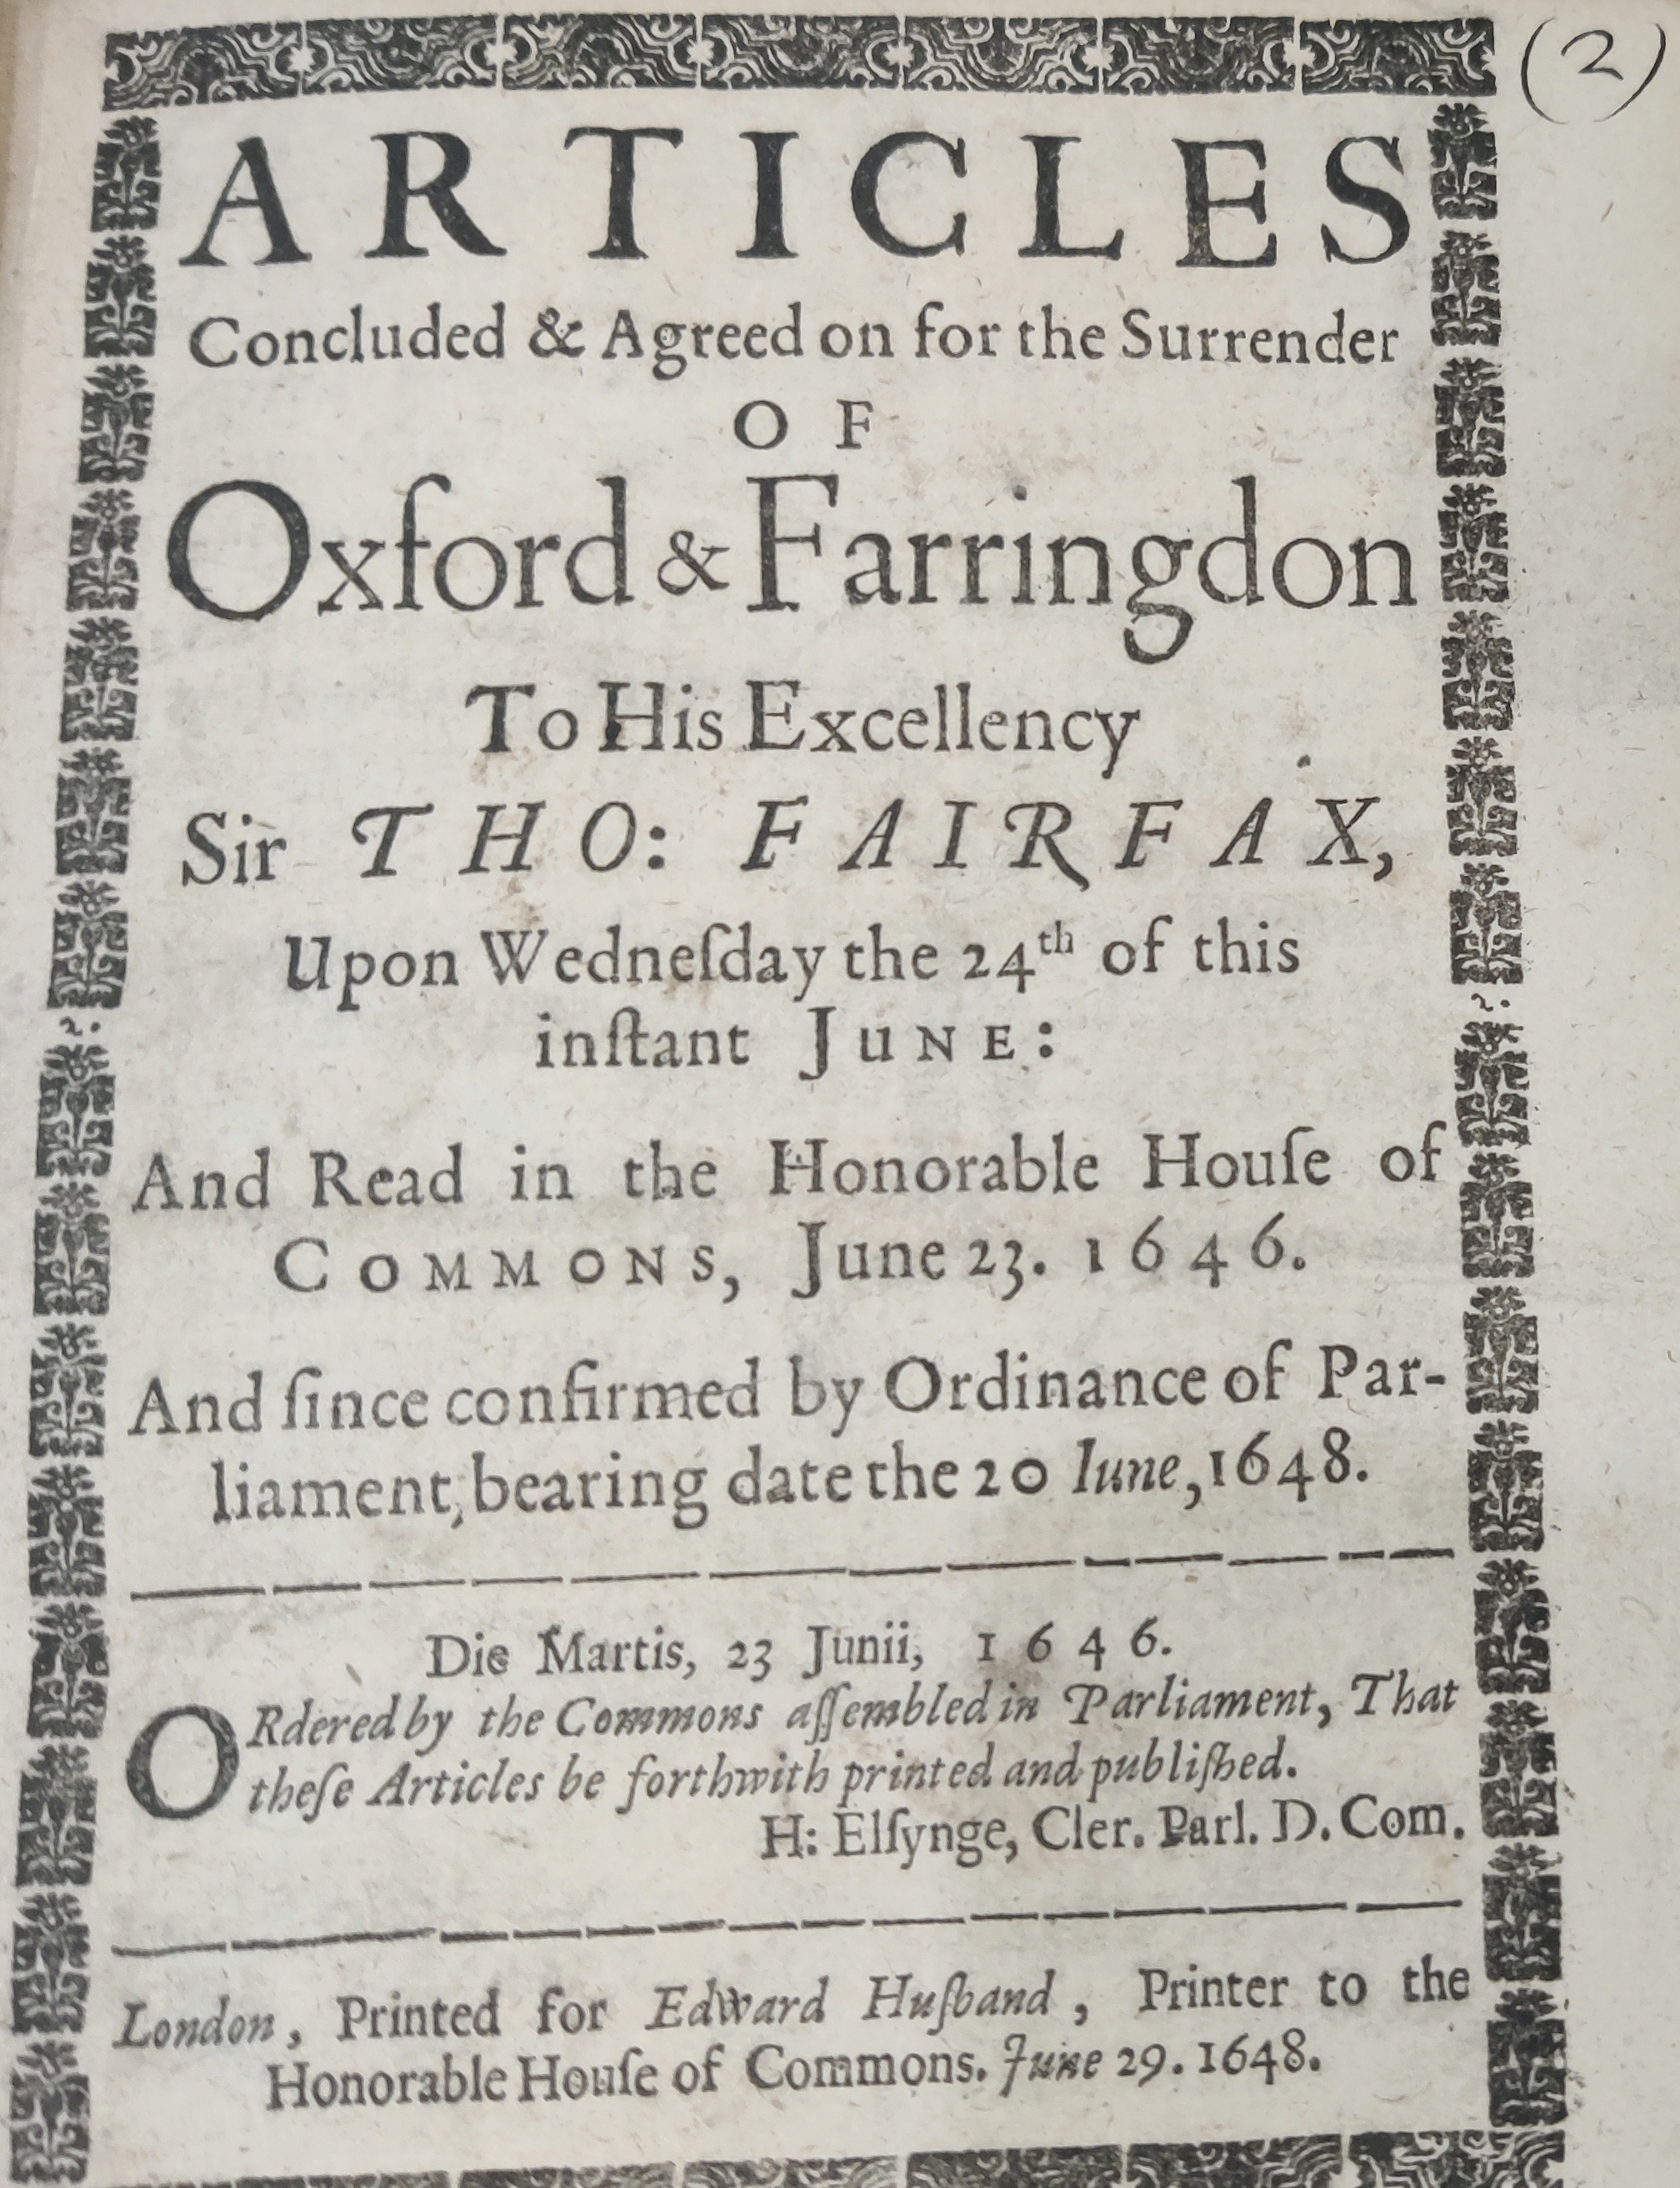 (2)
ARTICLES
Concluded & Agreed on for the Surrender
OF
Oxford & Farringdon
To His Excellency
Sir THO: FAIRFAX,
Upon Wedneſday the 24th of this
inſtant JUNE:
And Read in the Honorable Houſe of
COMMONS, June 23. 1646.
And ſince confirmed by Ordinance of Par-
liament, bearing date the 20 Iune, 1648.
Die Martis, 23 Junii, 1646.
ORdered by the Commons aſſembled in Parliament, That
theſe Articles be forthwith printed and publiſhed.
H: Elſynge, Cler. Parl. D. Com.
London, Printed for Edward Huſband, Printer to the
Honorable Houſe of Commons. June 29. 1648.